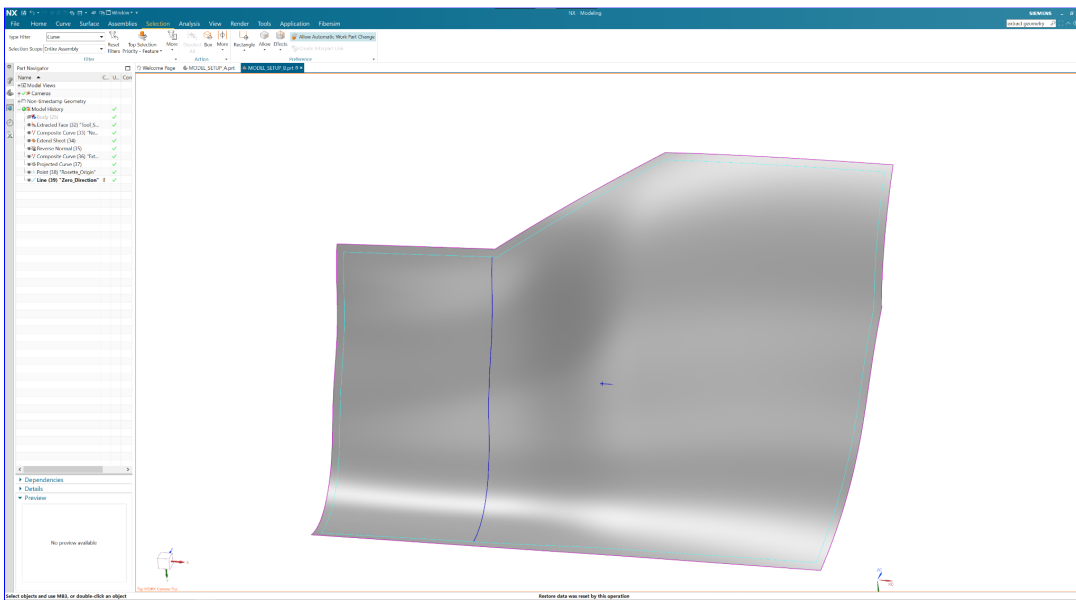 NX
Window
NX - Modeling
SIEMENS
File Home Curve Surface Assemblies Selection Analysis View Render Tools Application Fibersim
extract geometry
Type Filter Curve
Selection Scope Entire Assembly
Reset Filters
Top Selection Priority - Feature
More
Deselect All
Box
More
Rectangle
Allow
Effects
Allow Automatic Work Part Change
Create Interpart Link
Filter
Action
Preference
Part Navigator
Welcome Page
MODEL_SETUP_A.prt
MODEL_SETUP_B.prt
Name C... U... Con
Model Views
Cameras
Non-timestamp Geometry
Model History
Body (25)
Extracted Face (32) "Tool_S...
Composite Curve (33) "Ne...
Extend Sheet (34)
Reverse Normal (35)
Composite Curve (36) "Ext...
Projected Curve (37)
Point (38) "Rosette_Origin"
Line (39) "Zero_Direction"
Dependencies
Details
Preview
No preview available
Select objects and use MB3, or double-click an object
Restore data was reset by this operation